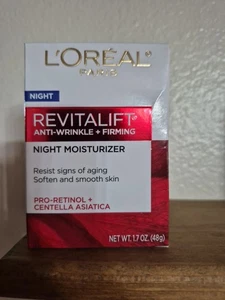 L'ORÉAL
PARIS
NIGHT
REVITALIFT®
ANTI-WRINKLE + FIRMING
NIGHT MOISTURIZER
Resist signs of aging
Soften and smooth skin
PRO-RETINOL +
CENTELLA ASIATICA
NET WT. 1.7 OZ. (48g)